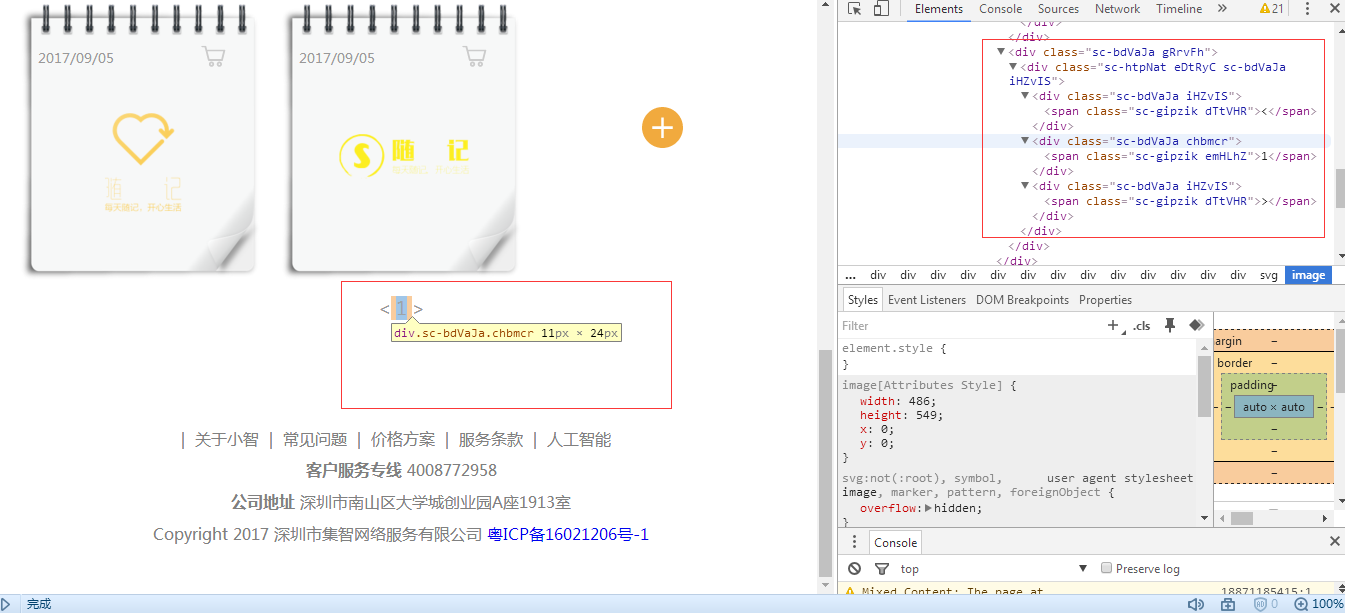 2017/09/05
2017/09/05
随 记
每天随记，开心生活
S 随 记
每天随记 开心生活
< 1 >
div.sc-bdVaJa.chbmcr 11px × 24px
| 关于小智 | 常见问题 | 价格方案 | 服务条款 | 人工智能
客户服务专线 4008772958
公司地址 深圳市南山区大学城创业园A座1913室
Copyright 2017 深圳市集智网络服务有限公司 粤ICP备16021206号-1
完成
Elements Console Sources Network Timeline » 21
</div>
</div>
▼<div class="sc-bdVaJa gRrvFh">
▼<div class="sc-htpNat eDtRyC sc-bdVaJa
iHZvIS">
▼<div class="sc-bdVaJa iHZvIS">
<span class="sc-gipzik dTtVHR"><</span>
</div>
▼<div class="sc-bdVaJa chbmcr">
<span class="sc-gipzik emHLhZ">1</span>
</div>
▼<div class="sc-bdVaJa iHZvIS">
<span class="sc-gipzik dTtVHR">></span>
</div>
</div>
</div>
</div>
... div div div div div div div div div div div div div svg image
Styles Event Listeners DOM Breakpoints Properties
Filter + .cls
element.style {
}
image[Attributes Style] {
width: 486;
height: 549;
x: 0;
y: 0;
}
svg:not(:root), symbol, user agent stylesheet
image, marker, pattern, foreignObject {
overflow:▶hidden;
}
argin –
border –
padding –
– auto × auto –
–
–
–
Console
top ▼ Preserve log
Mixed Content: The page at 18871185415:1
0 100%